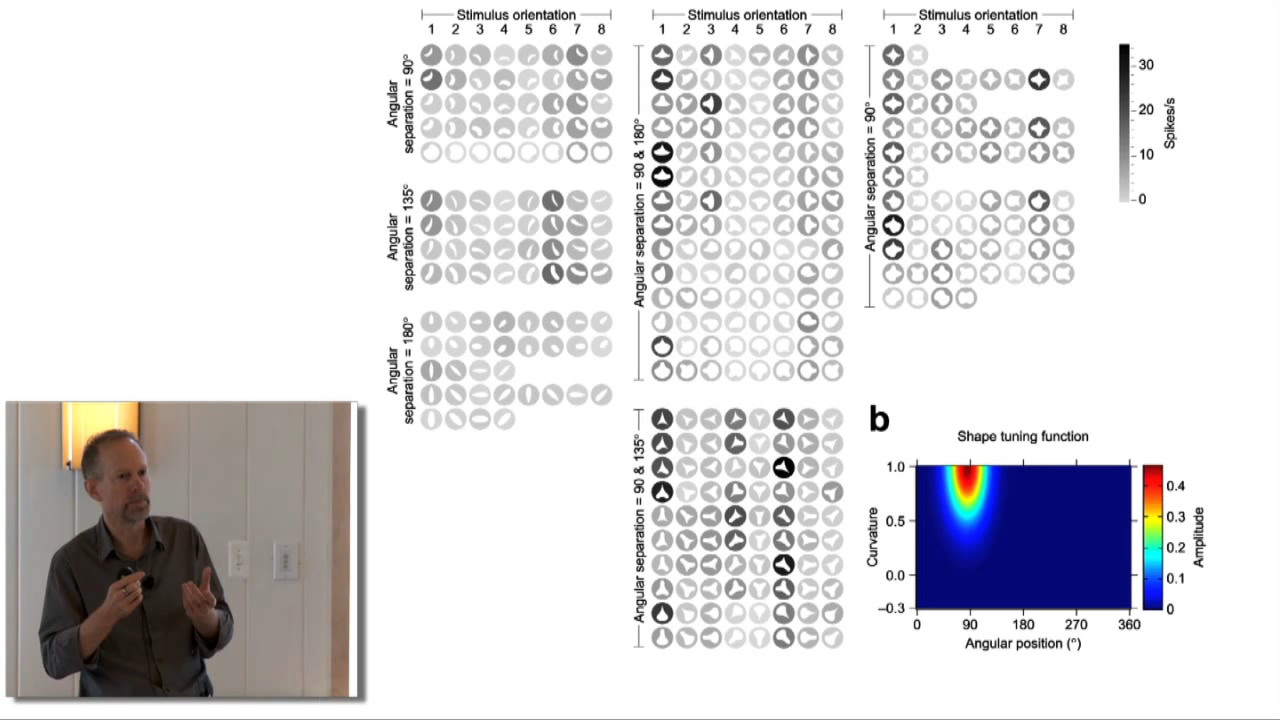 Stimulus orientation
1 2 3 4 5 6 7 8
Angular
separation = 90°
Angular
separation = 135°
Angular
separation = 180°
Stimulus orientation
1 2 3 4 5 6 7 8
Angular separation = 90 & 180°
Angular separation = 90 & 135°
Stimulus orientation
1 2 3 4 5 6 7 8
Angular separation = 90°
30
20
10
0
Spikes/s
b
Shape tuning function
1.0
0.5
0.0
–0.3
Curvature
0 90 180 270 360
Angular position (°)
0.4
0.3
0.2
0.1
0
Amplitude